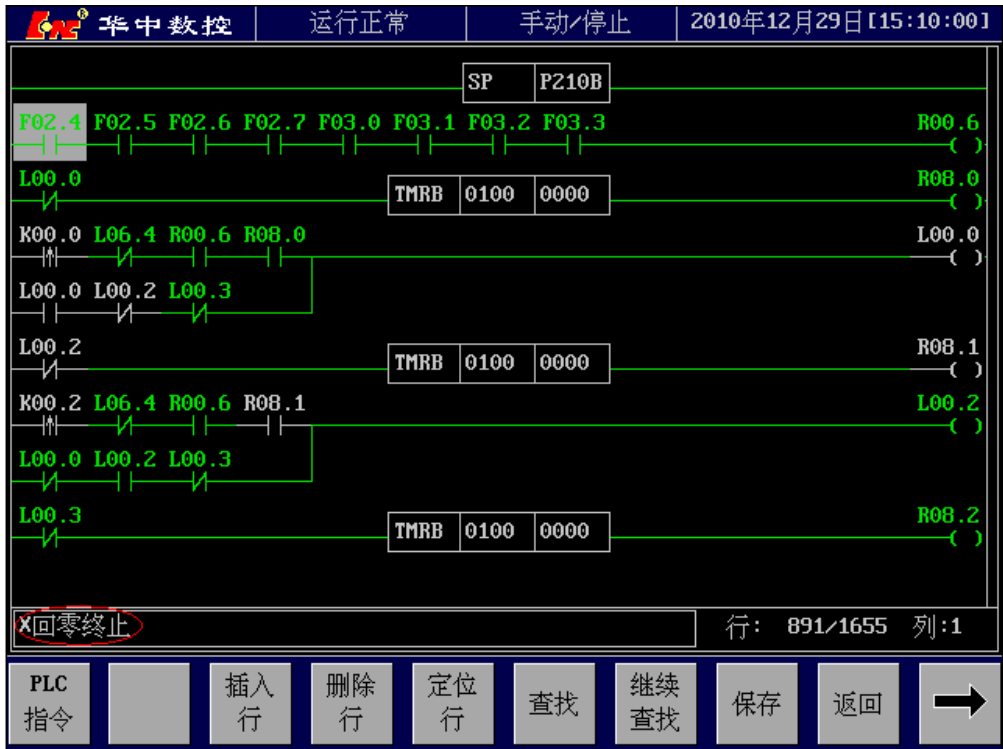 CNC® 华中数控 运行正常 手动/停止 2010年12月29日[15:10:00]
SP P210B
F02.4 F02.5 F02.6 F02.7 F03.0 F03.1 F03.2 F03.3 R00.6
L00.0 R08.0
TMRB 0100 0000
K00.0 L06.4 R00.6 R08.0 L00.0
L00.0 L00.2 L00.3
L00.2 R08.1
TMRB 0100 0000
K00.2 L06.4 R00.6 R08.1 L00.2
L00.0 L00.2 L00.3
L00.3 R08.2
TMRB 0100 0000
X回零终止 行: 891/1655 列:1
PLC 插入 删除 定位 查找 继续 保存 返回
指令 行 行 行 查找